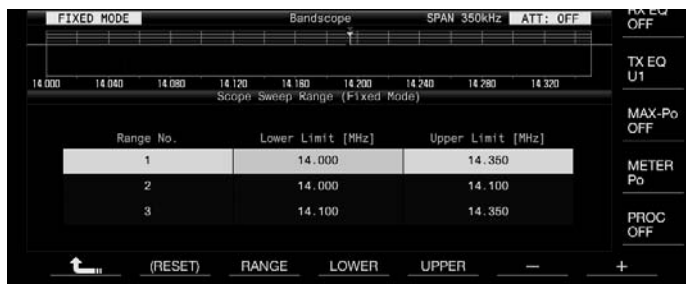 FIXED MODE Bandscope SPAN 350kHz ATT: OFF
RX EQ
OFF
14.000 14.040 14.080 14.120 14.160 14.200 14.240 14.280 14.320
TX EQ
U1
Scope Sweep Range (Fixed Mode)
MAX-Po
OFF
Range No. Lower Limit [MHz] Upper Limit [MHz]
1 14.000 14.350
METER
Po
2 14.000 14.100
3 14.100 14.350
PROC
OFF
(RESET) RANGE LOWER UPPER — +